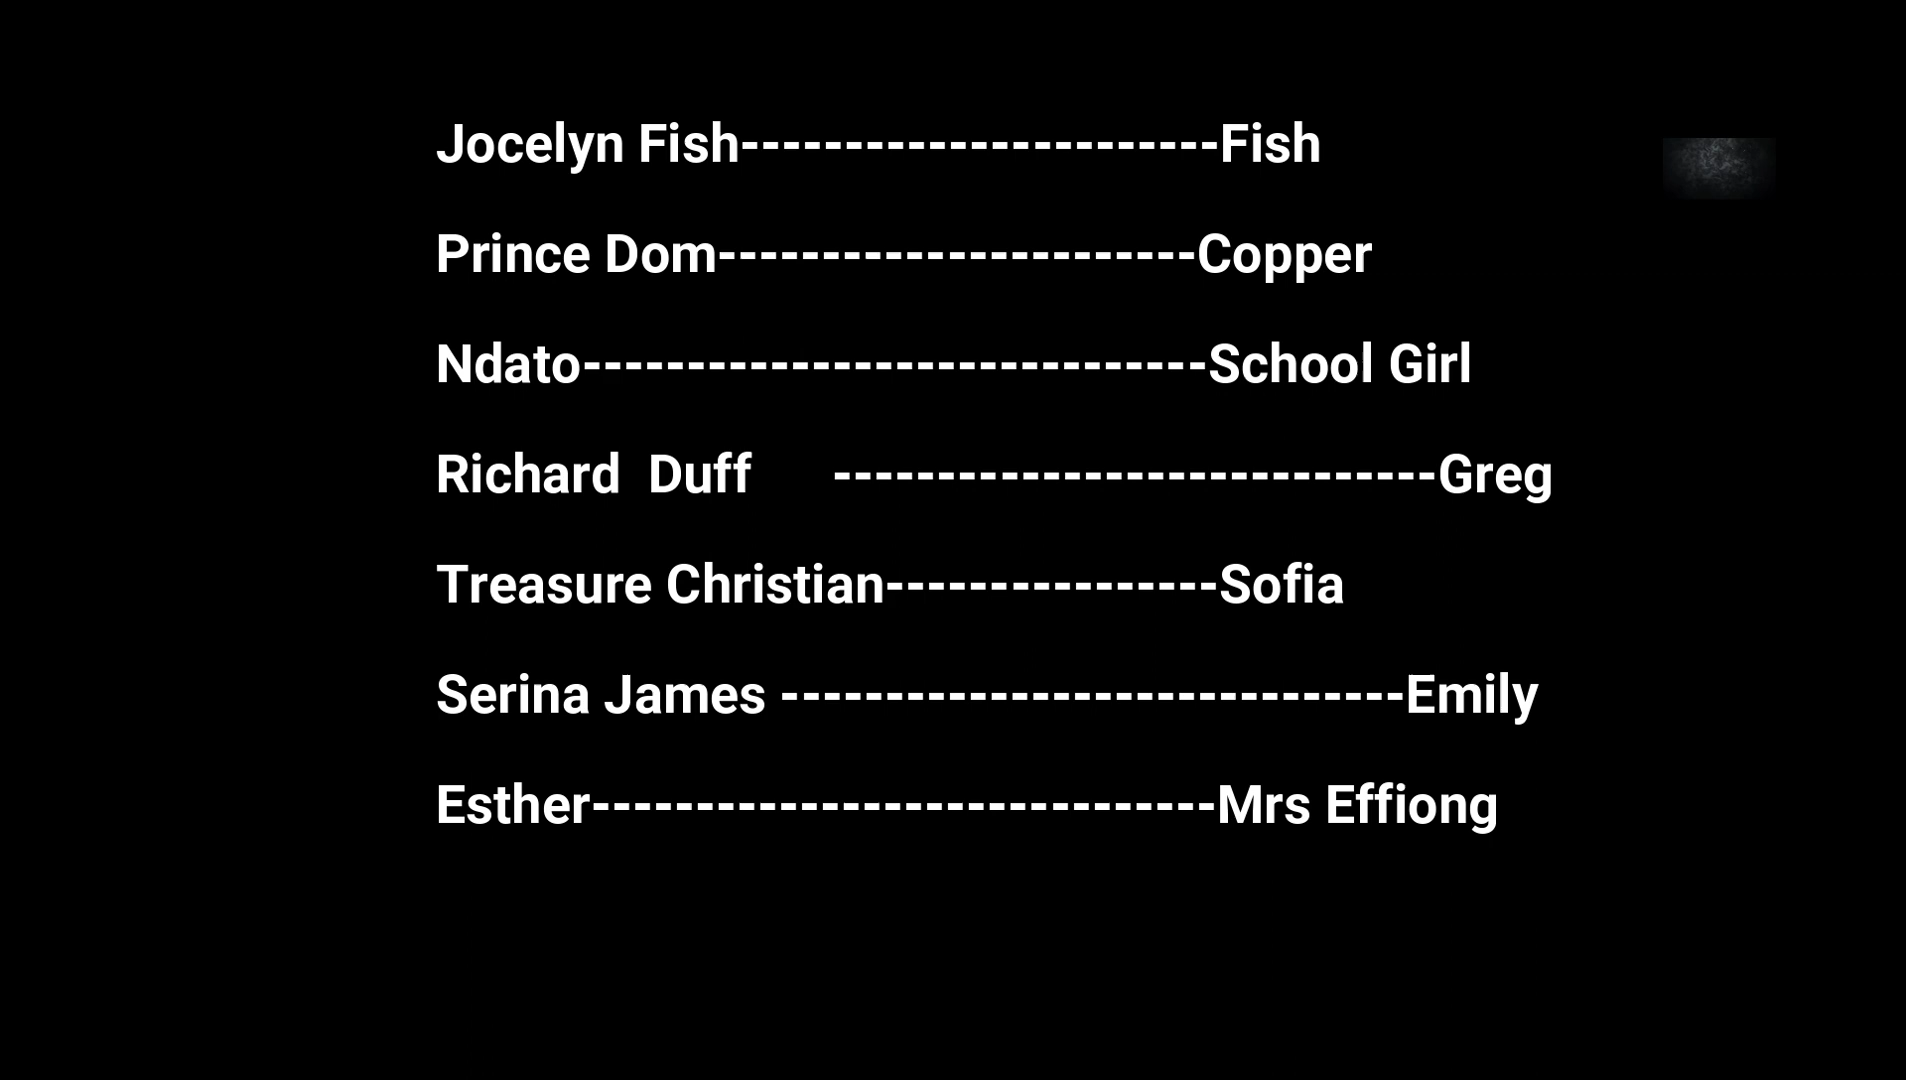 Jocelyn Fish-----------------------Fish
Prince Dom-----------------------Copper
Ndato------------------------------School Girl
Richard  Duff      -----------------------------Greg
Treasure Christian----------------Sofia
Serina James ------------------------------Emily
Esther------------------------------Mrs Effiong